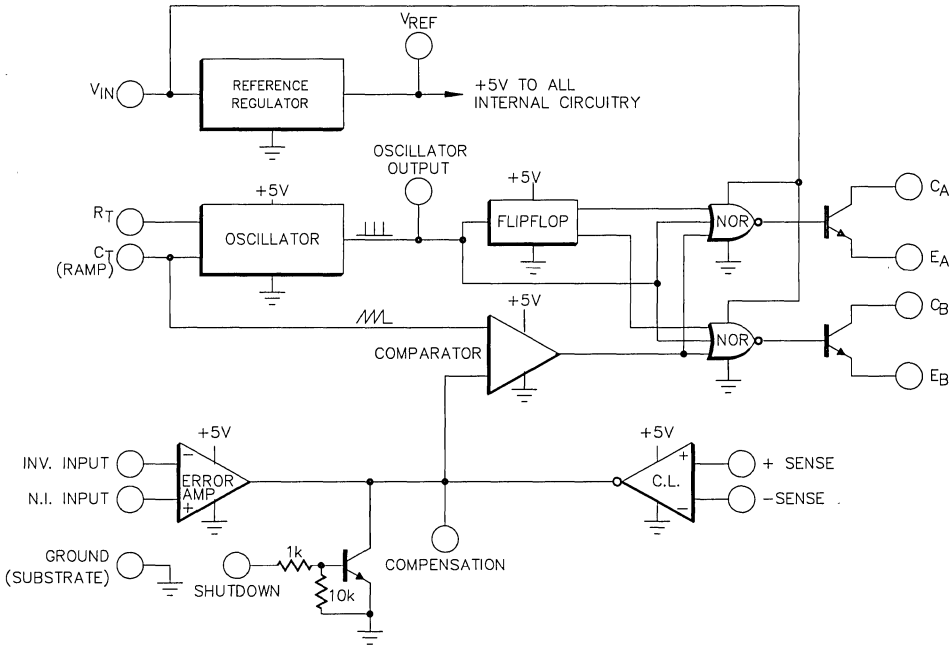 VREF
VIN
REFERENCE
REGULATOR
+5V TO ALL
INTERNAL CIRCUITRY
OSCILLATOR
OUTPUT
+5V
+5V
CA
RT
OSCILLATOR
FLIPFLOP
NOR
CT
(RAMP)
EA
+5V
CB
COMPARATOR
NOR
EB
+5V
+5V
INV. INPUT
−
+
+ SENSE
ERROR
AMP
C.L.
N.I. INPUT
+
−
−SENSE
GROUND
(SUBSTRATE)
1k
SHUTDOWN
10k
COMPENSATION